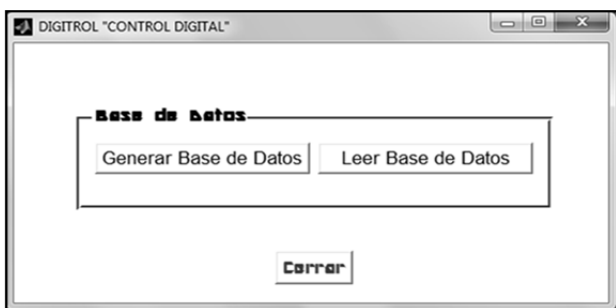 DIGITROL "CONTROL DIGITAL"
Base de Datos
Generar Base de Datos Leer Base de Datos
Cerrar